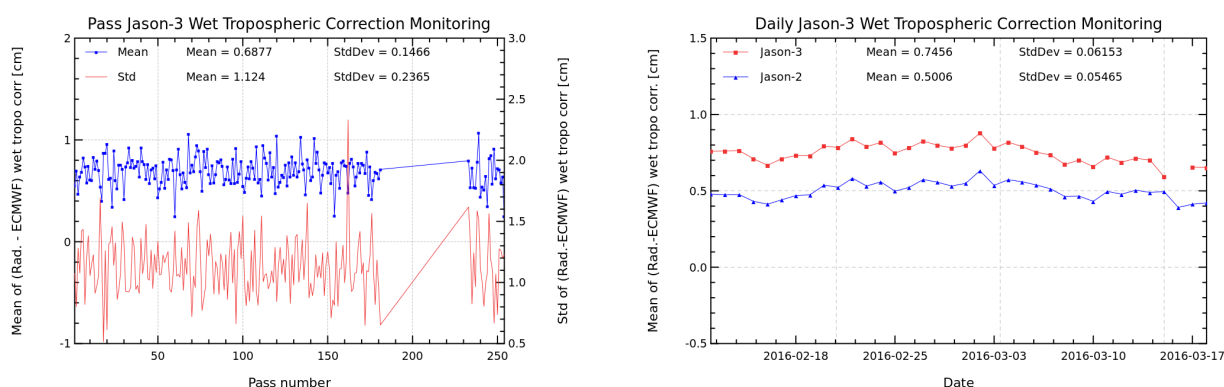 Pass Jason-3 Wet Tropospheric Correction Monitoring
Mean Mean = 0.6877 StdDev = 0.1466
Std Mean = 1.124 StdDev = 0.2365
Mean of (Rad. - ECMWF) wet tropo corr [cm]
2
1
0
-1
3.0
2.5
2.0
1.5
1.0
0.5
Std of (Rad.-ECMWF) wet tropo corr [cm]
50 100 150 200 250
Pass number
Daily Jason-3 Wet Tropospheric Correction Monitoring
Jason-3 Mean = 0.7456 StdDev = 0.06153
Jason-2 Mean = 0.5006 StdDev = 0.05465
Mean of (Rad.-ECMWF) wet tropo corr. [cm]
1.5
1.0
0.5
0.0
-0.5
2016-02-18 2016-02-25 2016-03-03 2016-03-10 2016-03-17
Date